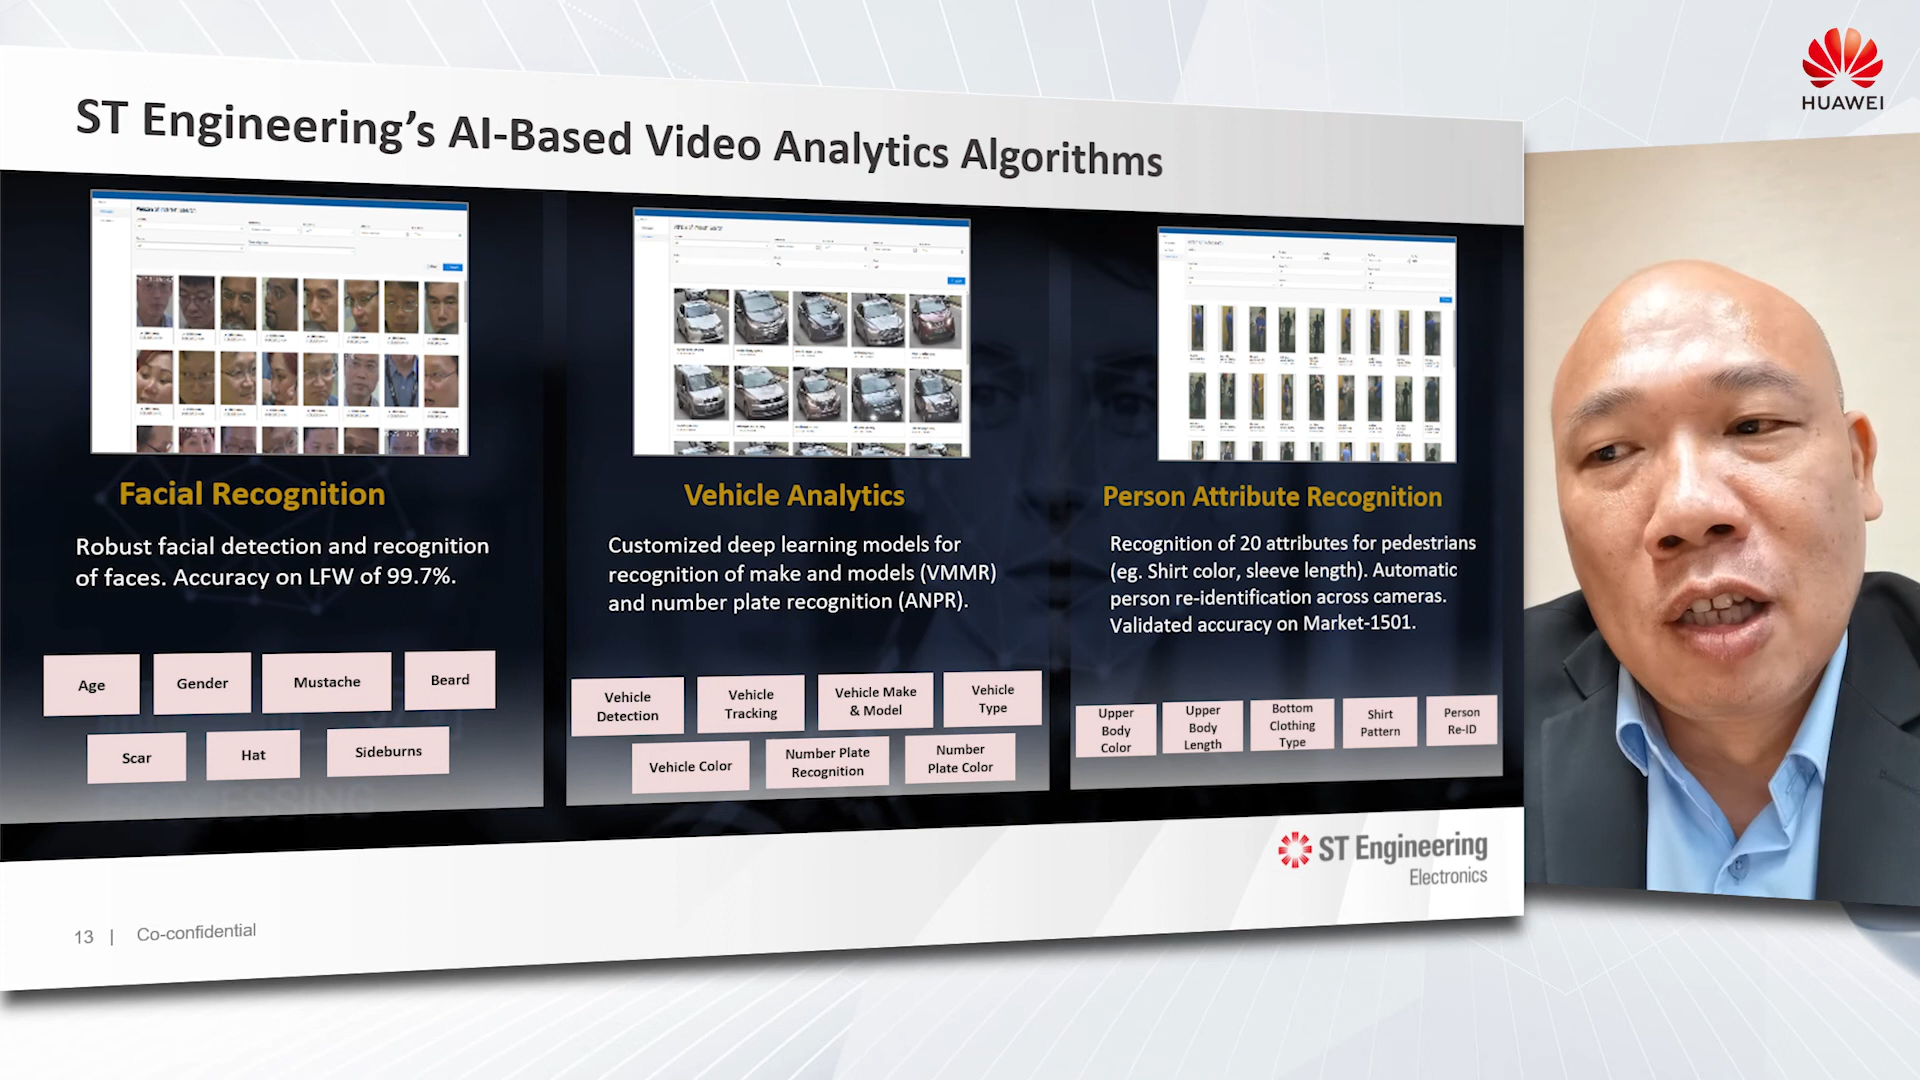 HUAWEI
ST Engineering's AI-Based Video Analytics Algorithms
Facial Recognition
Robust facial detection and recognition
of faces. Accuracy on LFW of 99.7%.
Age
Gender
Mustache
Beard
Scar
Hat
Sideburns
Vehicle Analytics
Customized deep learning models for
recognition of make and models (VMMR)
and number plate recognition (ANPR).
Vehicle
Detection
Vehicle
Tracking
Vehicle Make
& Model
Vehicle
Type
Vehicle Color
Number Plate
Recognition
Number
Plate Color
Person Attribute Recognition
Recognition of 20 attributes for pedestrians
(eg. Shirt color, sleeve length). Automatic
person re-identification across cameras.
Validated accuracy on Market-1501.
Upper
Body
Color
Upper
Body
Length
Bottom
Clothing
Type
Shirt
Pattern
Person
Re-ID
ST Engineering
Electronics
13 | Co-confidential